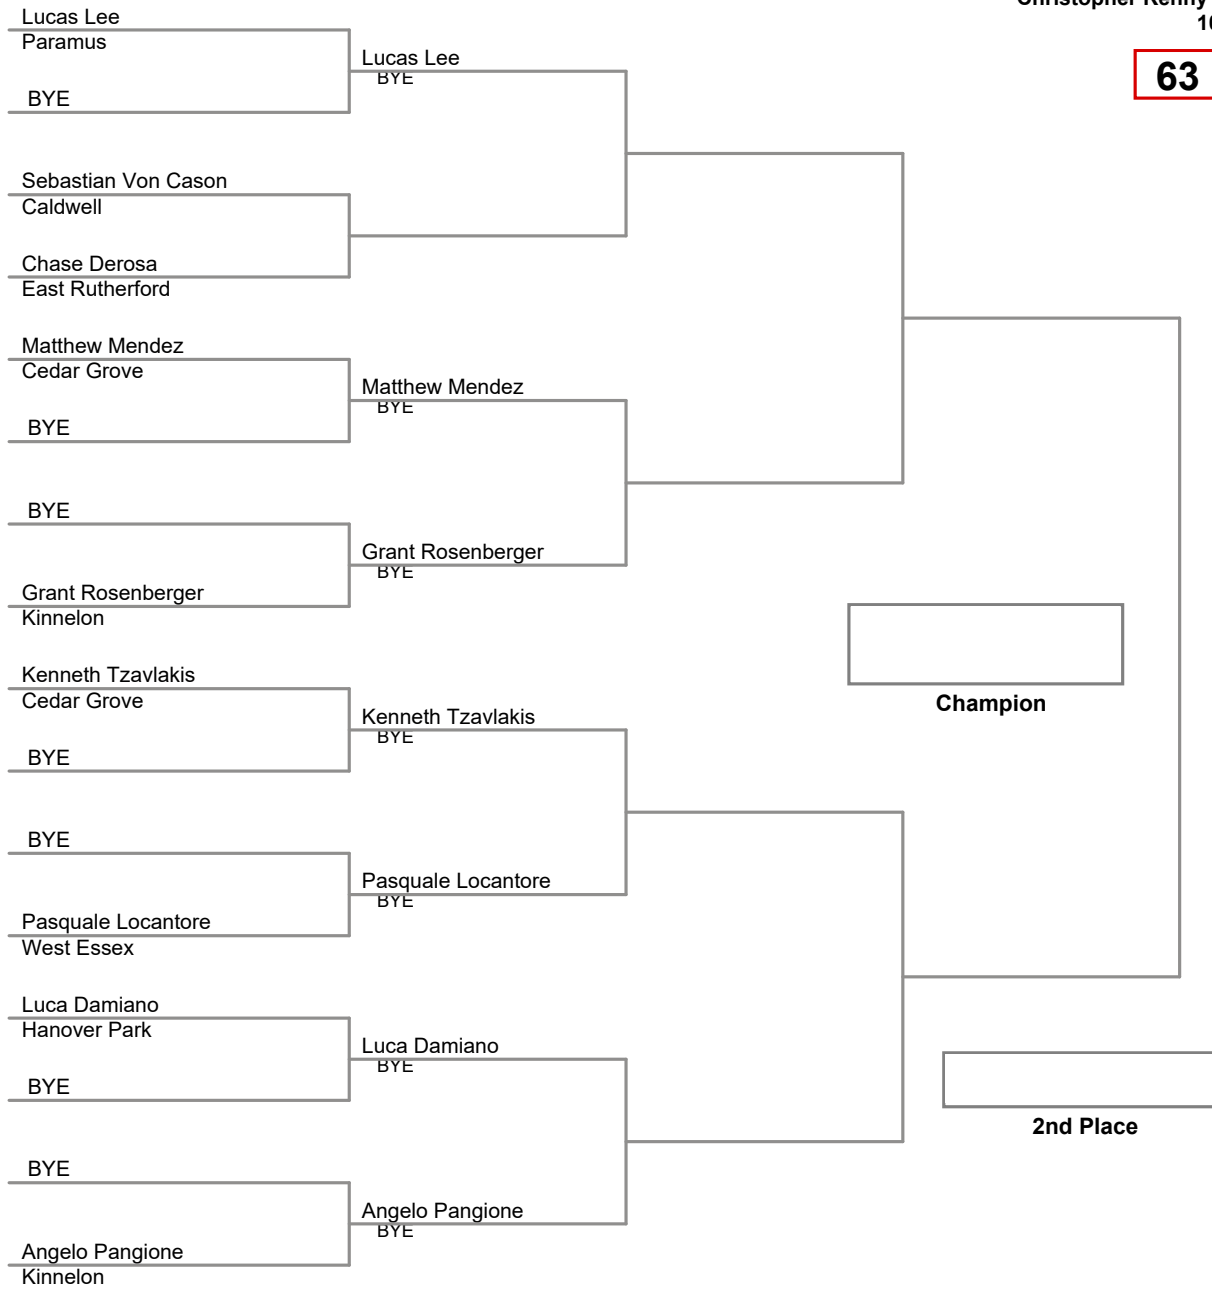 Christopher Kenny
10
63
Lucas Lee
Paramus
BYE
Lucas Lee
BYE
Sebastian Von Cason
Caldwell
Chase Derosa
East Rutherford
Matthew Mendez
Cedar Grove
BYE
Matthew Mendez
BYE
BYE
Grant Rosenberger
Kinnelon
Grant Rosenberger
BYE
Kenneth Tzavlakis
Cedar Grove
BYE
Kenneth Tzavlakis
BYE
BYE
Pasquale Locantore
West Essex
Pasquale Locantore
BYE
Luca Damiano
Hanover Park
BYE
Luca Damiano
BYE
BYE
Angelo Pangione
Kinnelon
Angelo Pangione
BYE
Champion
2nd Place